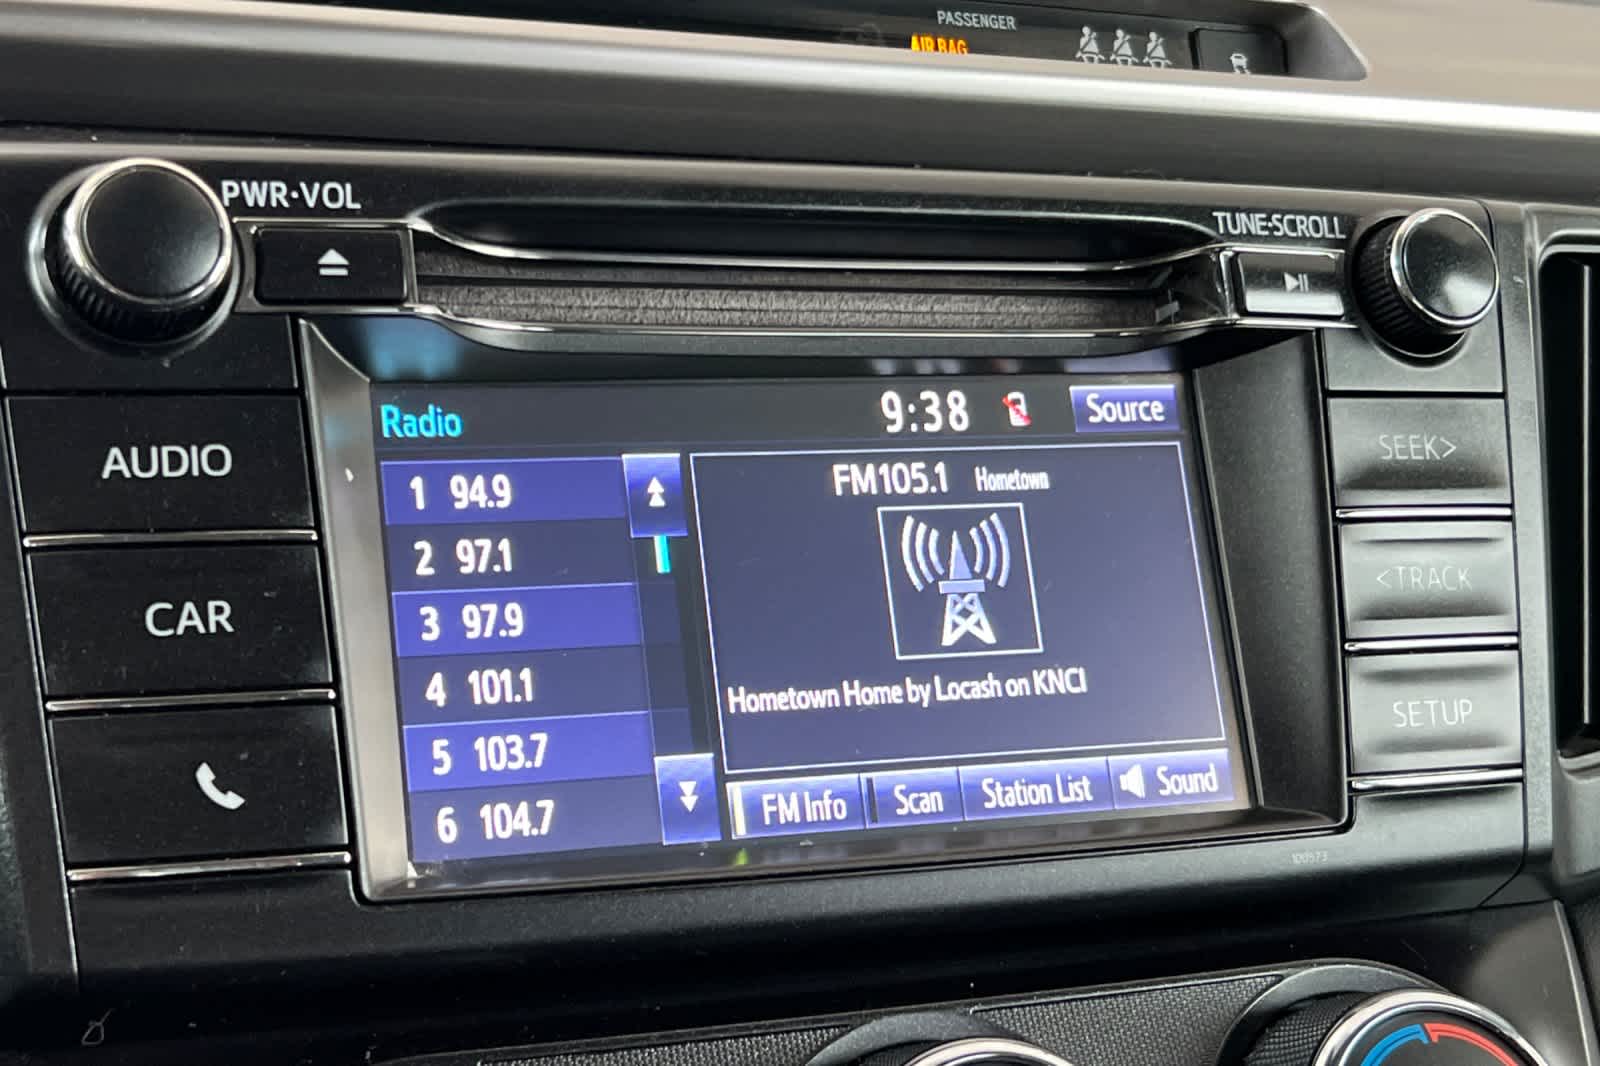 PASSENGER
AIR BAG
PWR·VOL
TUNE·SCROLL
Radio
9:38
Source
AUDIO
SEEK>
1 94.9
FM105.1 Hometown
2 97.1
<TRACK
CAR
3 97.9
4 101.1
Hometown Home by Locash on KNCI
SETUP
5 103.7
6 104.7
FM Info
Scan
Station List
Sound
100573